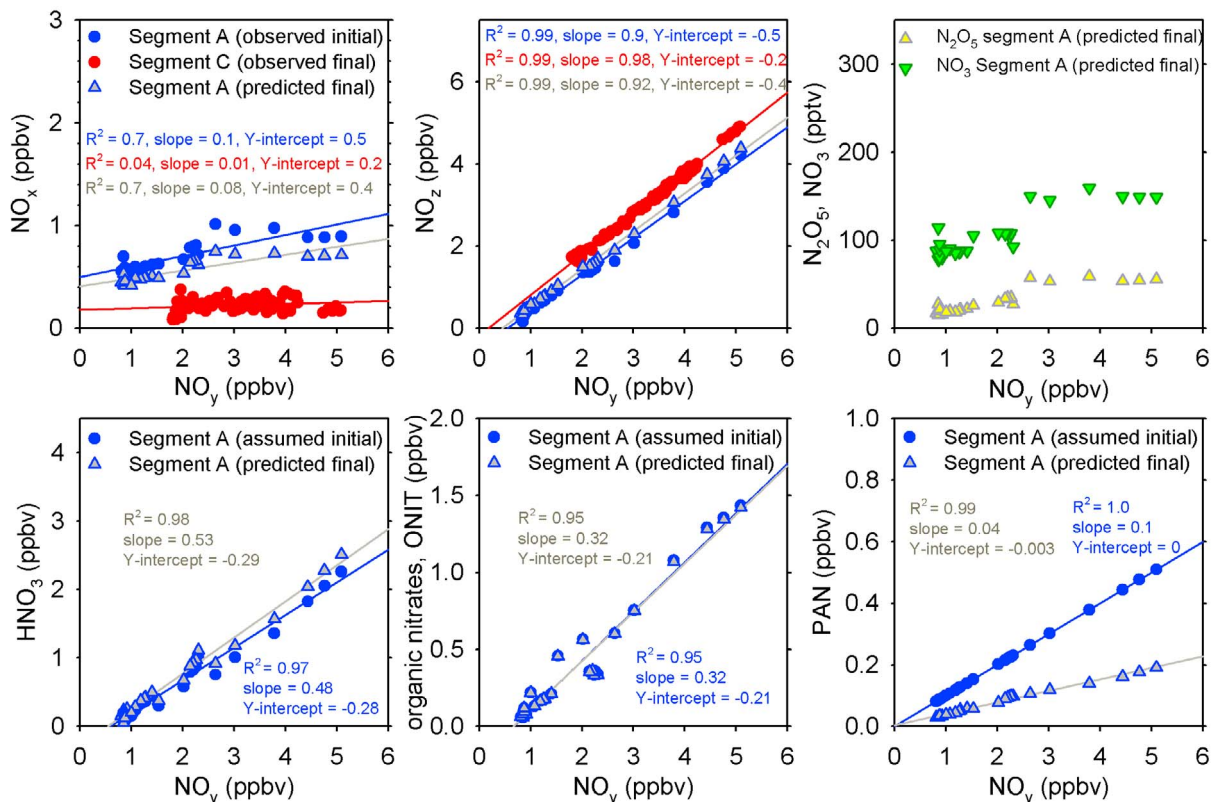 NOx (ppbv)
3
2
1
0
Segment A (observed initial)
Segment C (observed final)
Segment A (predicted final)
R² = 0.7, slope = 0.1, Y-intercept = 0.5
R² = 0.04, slope = 0.01, Y-intercept = 0.2
R² = 0.7, slope = 0.08, Y-intercept = 0.4
0 1 2 3 4 5 6
NOy (ppbv)
NOz (ppbv)
6
4
2
0
R² = 0.99, slope = 0.9, Y-intercept = -0.5
R² = 0.99, slope = 0.98, Y-intercept = -0.2
R² = 0.99, slope = 0.92, Y-intercept = -0.4
0 1 2 3 4 5 6
NOy (ppbv)
N2O5, NO3 (pptv)
300
200
100
0
N2O5 segment A (predicted final)
NO3 Segment A (predicted final)
0 1 2 3 4 5 6
NOy (ppbv)
HNO3 (ppbv)
4
3
2
1
0
Segment A (assumed initial)
Segment A (predicted final)
R² = 0.98
slope = 0.53
Y-intercept = -0.29
R² = 0.97
slope = 0.48
Y-intercept = -0.28
0 1 2 3 4 5 6
NOy (ppbv)
organic nitrates, ONIT (ppbv)
2.0
1.5
1.0
0.5
0.0
Segment A (assumed initial)
Segment A (predicted final)
R² = 0.95
slope = 0.32
Y-intercept = -0.21
R² = 0.95
slope = 0.32
Y-intercept = -0.21
0 1 2 3 4 5 6
NOy (ppbv)
PAN (ppbv)
1.0
0.8
0.6
0.4
0.2
0.0
Segment A (assumed initial)
Segment A (predicted final)
R² = 0.99
slope = 0.04
Y-intercept = -0.003
R² = 1.0
slope = 0.1
Y-intercept = 0
0 1 2 3 4 5 6
NOy (ppbv)